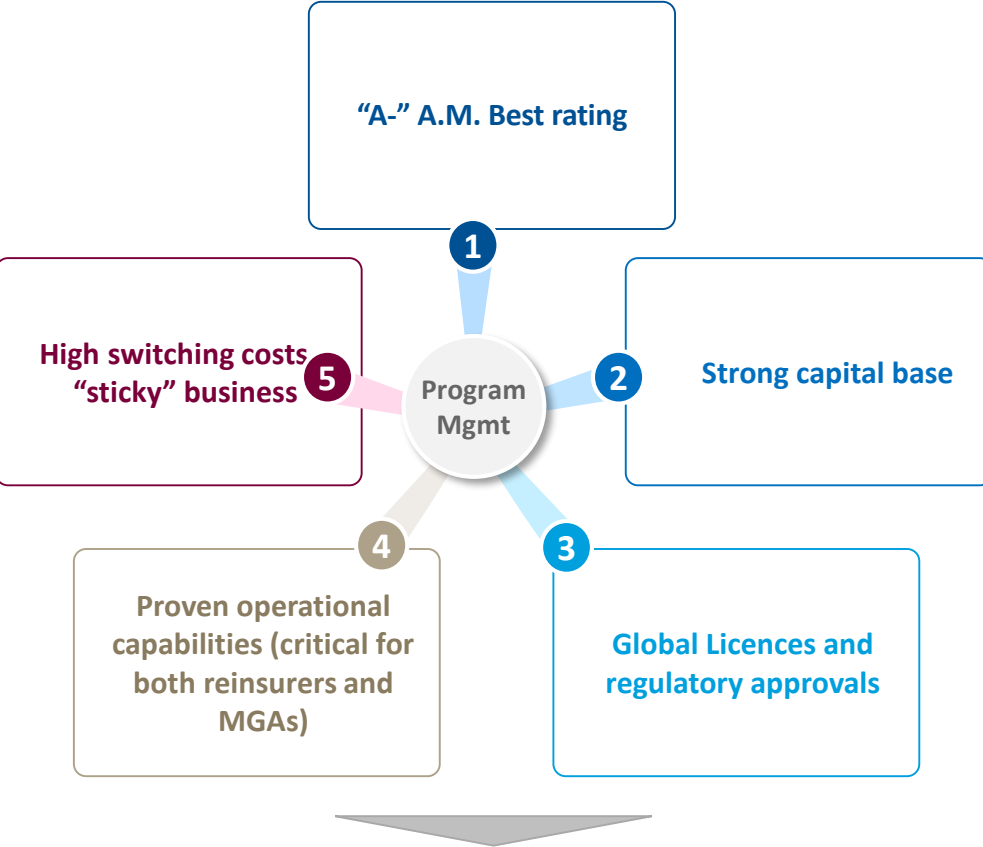 “A-” A.M. Best rating
1
High switching costs
“sticky” business
5
Program
Mgmt
2
Strong capital base
4
Proven operational
capabilities (critical for
both reinsurers and
MGAs)
3
Global Licences and
regulatory approvals